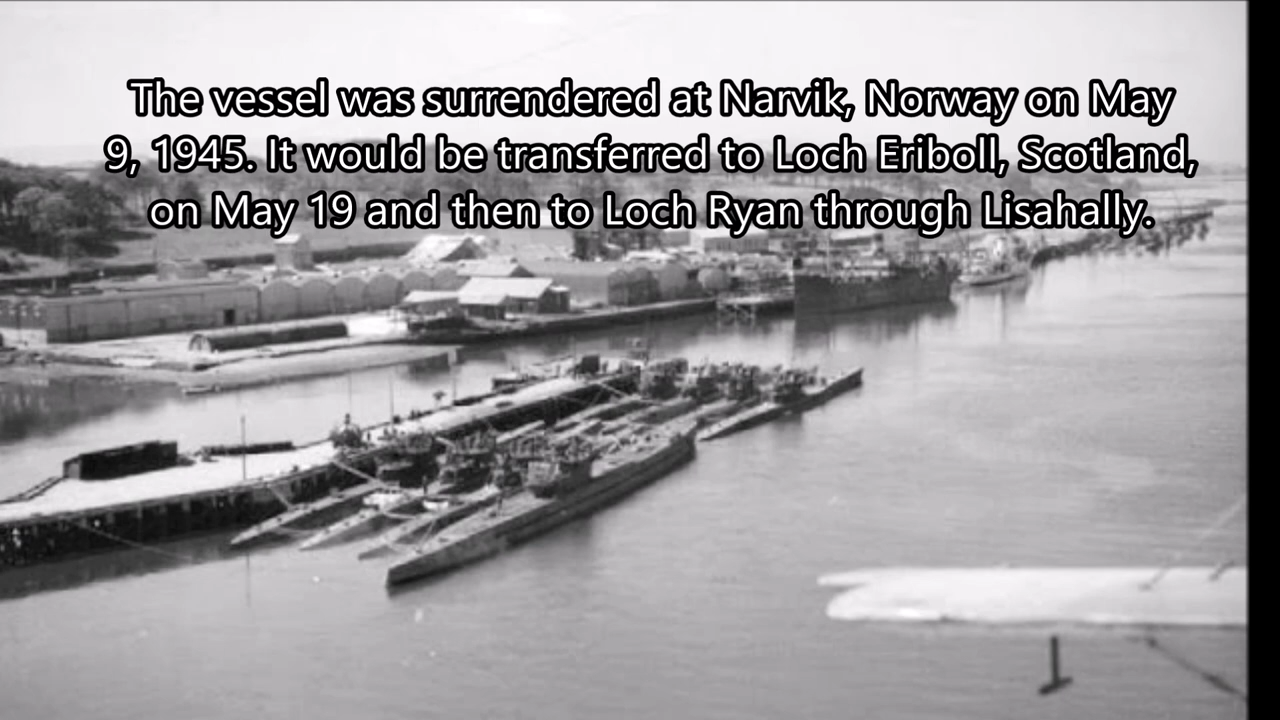 The vessel was surrendered at Narvik, Norway on May
9, 1945. It would be transferred to Loch Eriboll, Scotland,
on May 19 and then to Loch Ryan through Lisahally.